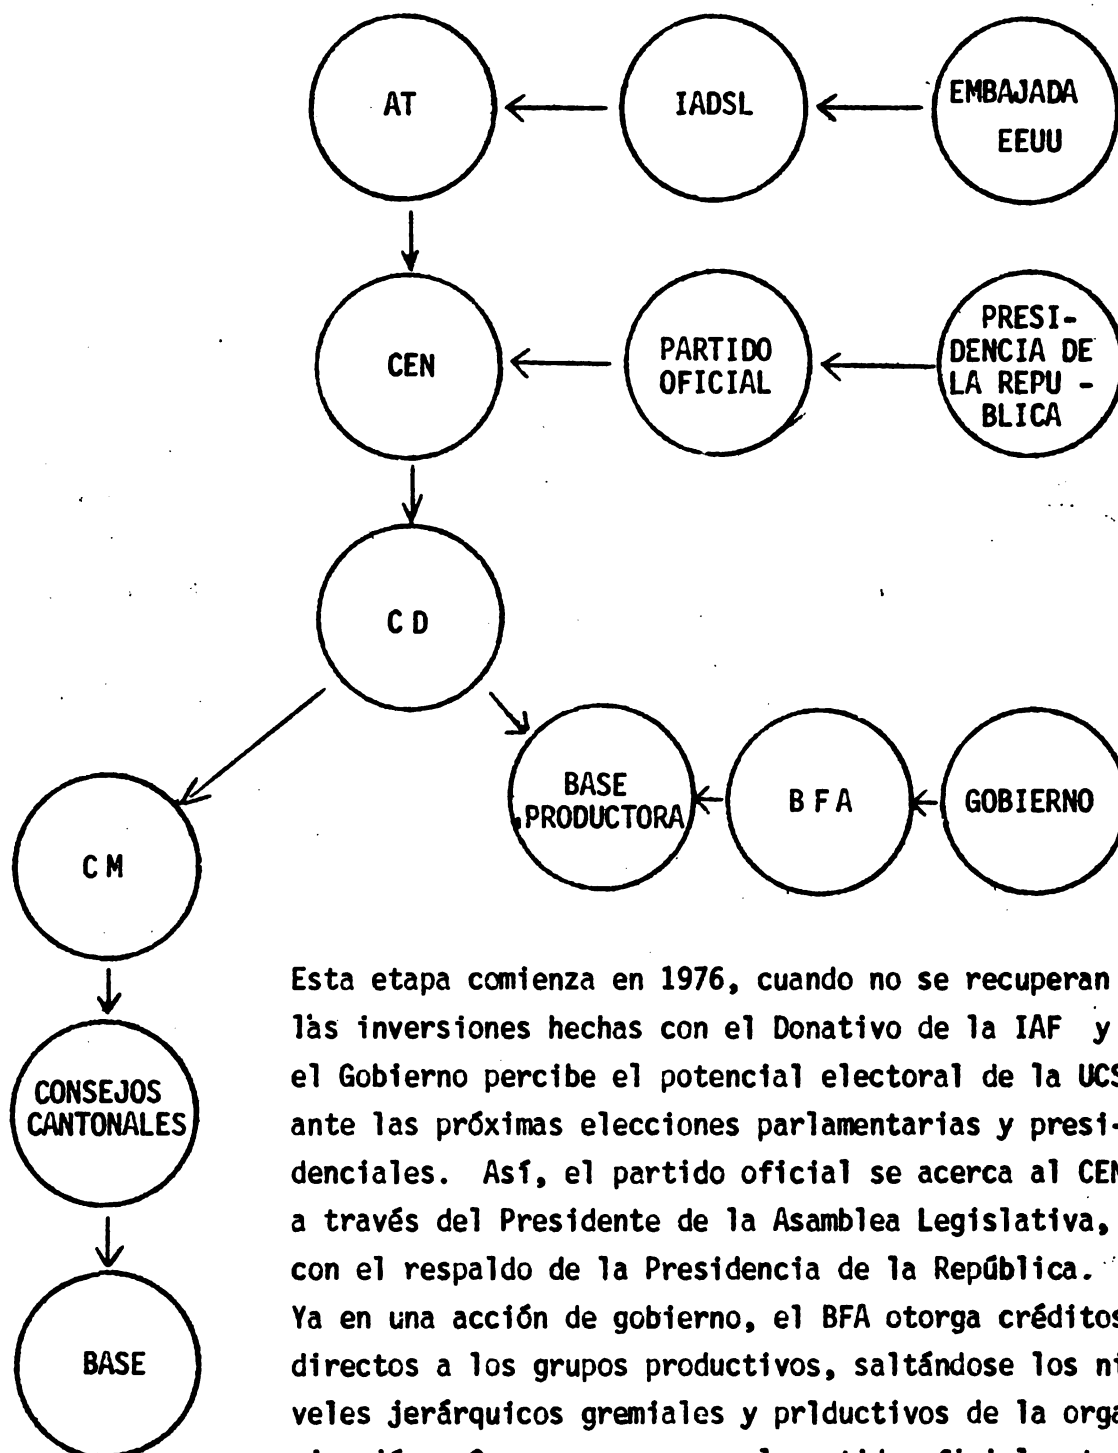 AT
IADSL
EMBAJADA
EEUU
CEN
PARTIDO
OFICIAL
PRESI-
DENCIA DE
LA REPU -
BLICA
C D
BASE
PRODUCTORA
B F A
GOBIERNO
C M
CONSEJOS
CANTONALES
BASE
Esta etapa comienza en 1976, cuando no se recuperan
las inversiones hechas con el Donativo de la IAF y
el Gobierno percibe el potencial electoral de la UCS
ante las próximas elecciones parlamentarias y presi-
denciales. Así, el partido oficial se acerca al CEN
a través del Presidente de la Asamblea Legislativa,
con el respaldo de la Presidencia de la República.
Ya en una acción de gobierno, el BFA otorga créditos
directos a los grupos productivos, saltándose los ni
veles jerárquicos gremiales y prlductivos de la orga